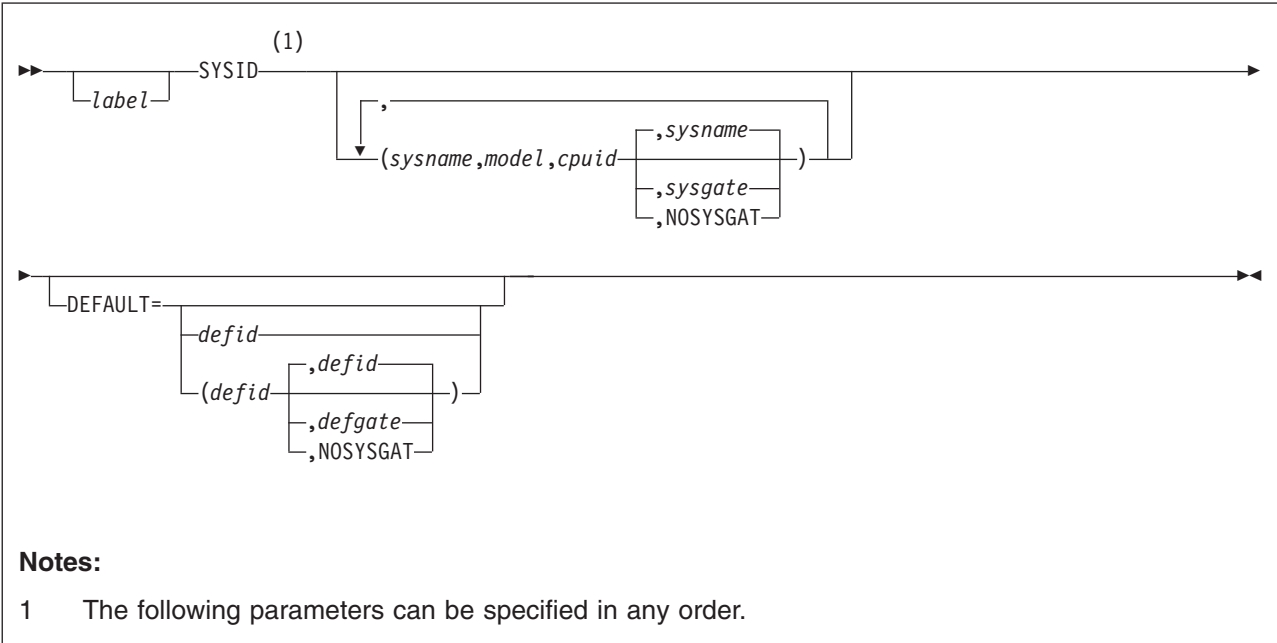 (1)
SYSID
label
,
,sysname
(sysname,model,cpuid )
,sysgate
,NOSYSGAT
DEFAULT=
defid
,defid
(defid )
,defgate
,NOSYSGAT
Notes:
1 The following parameters can be specified in any order.